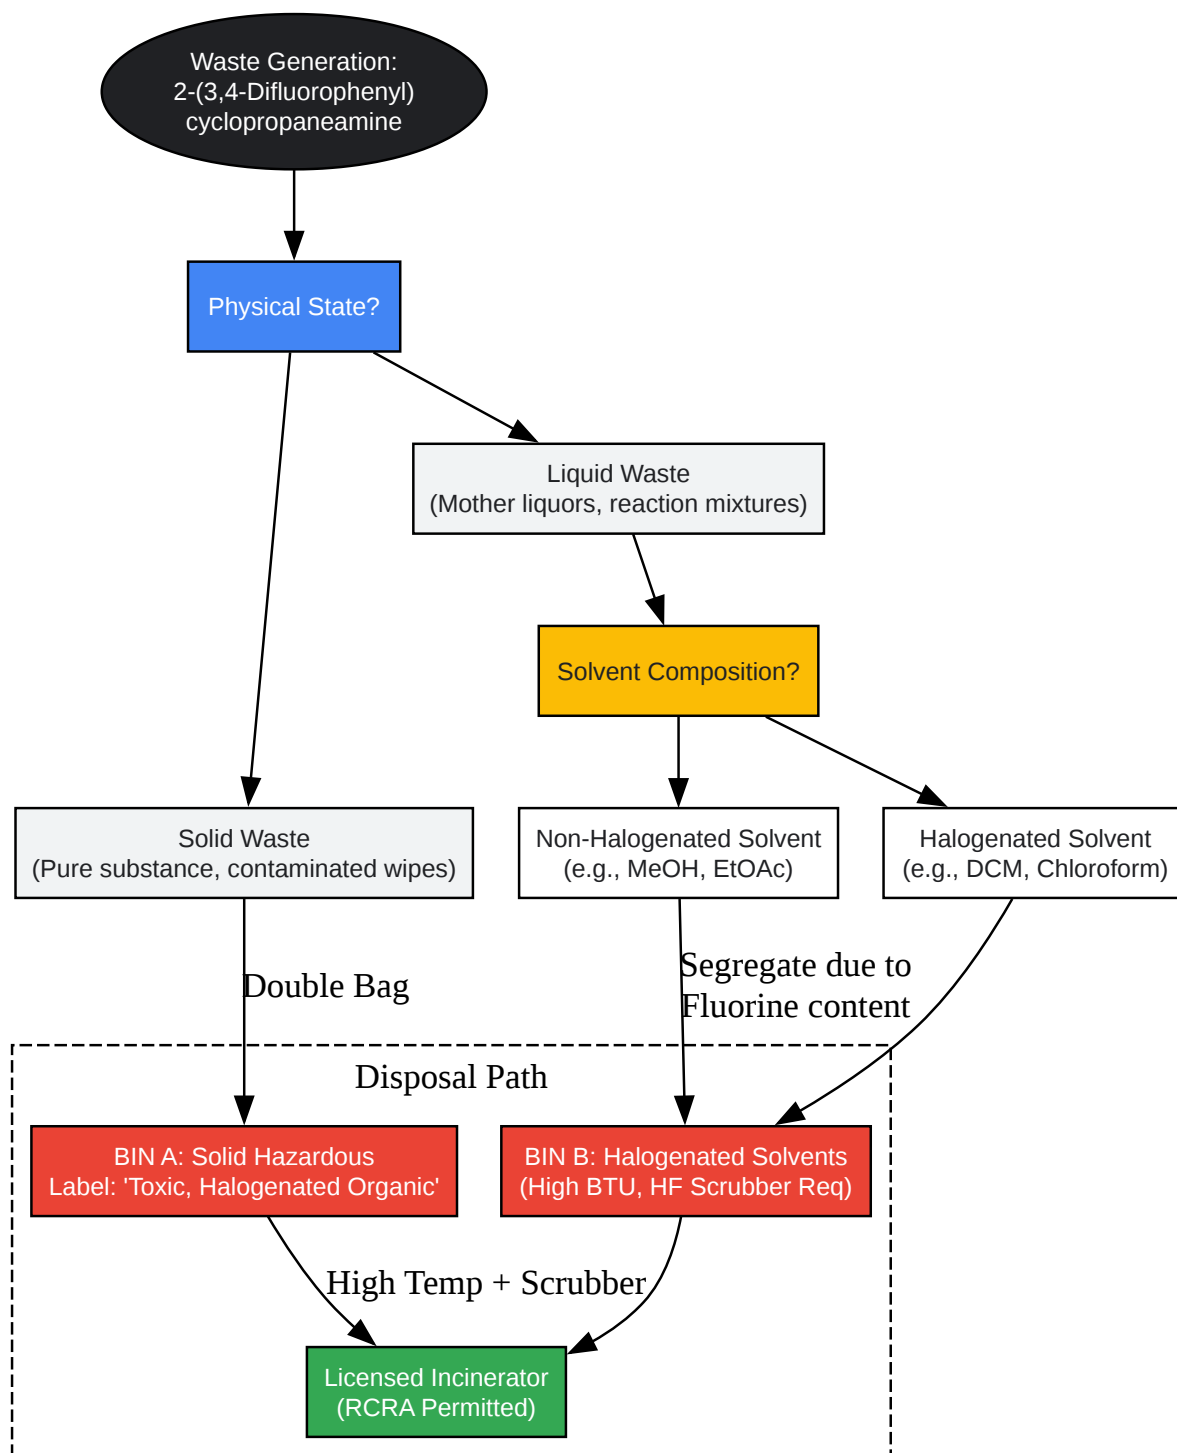 Waste Generation:
2-(3,4-Difluorophenyl)
cyclopropaneamine
Physical State?
Liquid Waste
(Mother liquors, reaction mixtures)
Solvent Composition?
Solid Waste
(Pure substance, contaminated wipes)
Non-Halogenated Solvent
(e.g., MeOH, EtOAc)
Halogenated Solvent
(e.g., DCM, Chloroform)
Double Bag
Segregate due to
Fluorine content
Disposal Path
BIN A: Solid Hazardous
Label: 'Toxic, Halogenated Organic'
BIN B: Halogenated Solvents
(High BTU, HF Scrubber Req)
High Temp + Scrubber
Licensed Incinerator
(RCRA Permitted)